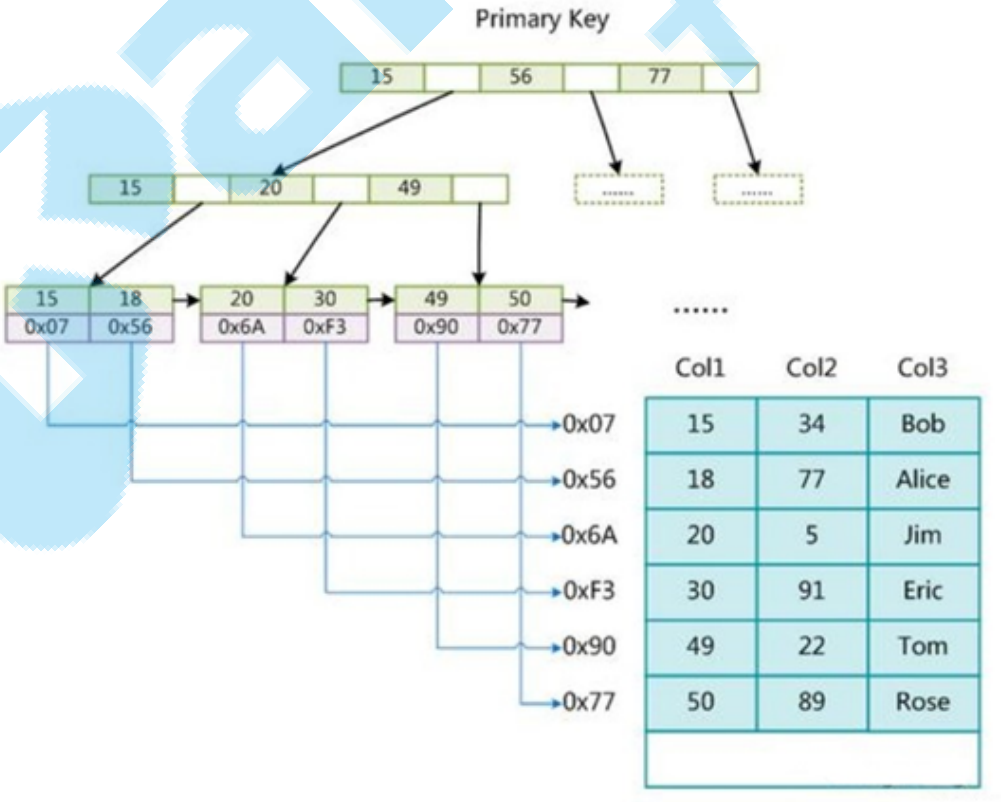 Primary Key
15 56 77
15 20 49 ...... ......
15 18 20 30 49 50
0x07 0x56 0x6A 0xF3 0x90 0x77
......
Col1 Col2 Col3
0x07 15 34 Bob
0x56 18 77 Alice
0x6A 20 5 Jim
0xF3 30 91 Eric
0x90 49 22 Tom
0x77 50 89 Rose